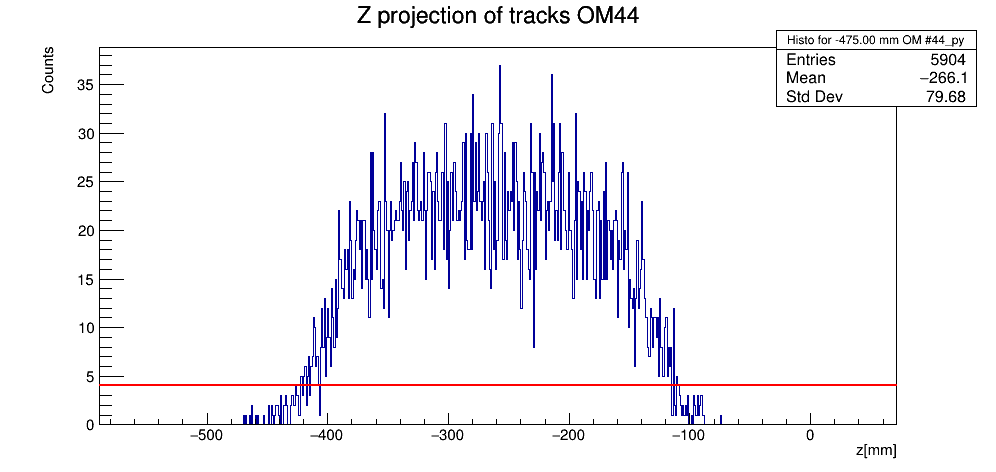 Z projection of tracks OM44
Histo for -475.00 mm OM #44_py
Entries 5904
Mean −266.1
Std Dev 79.68
Counts
35
30
25
20
15
10
5
0
−500 −400 −300 −200 −100 0
z[mm]